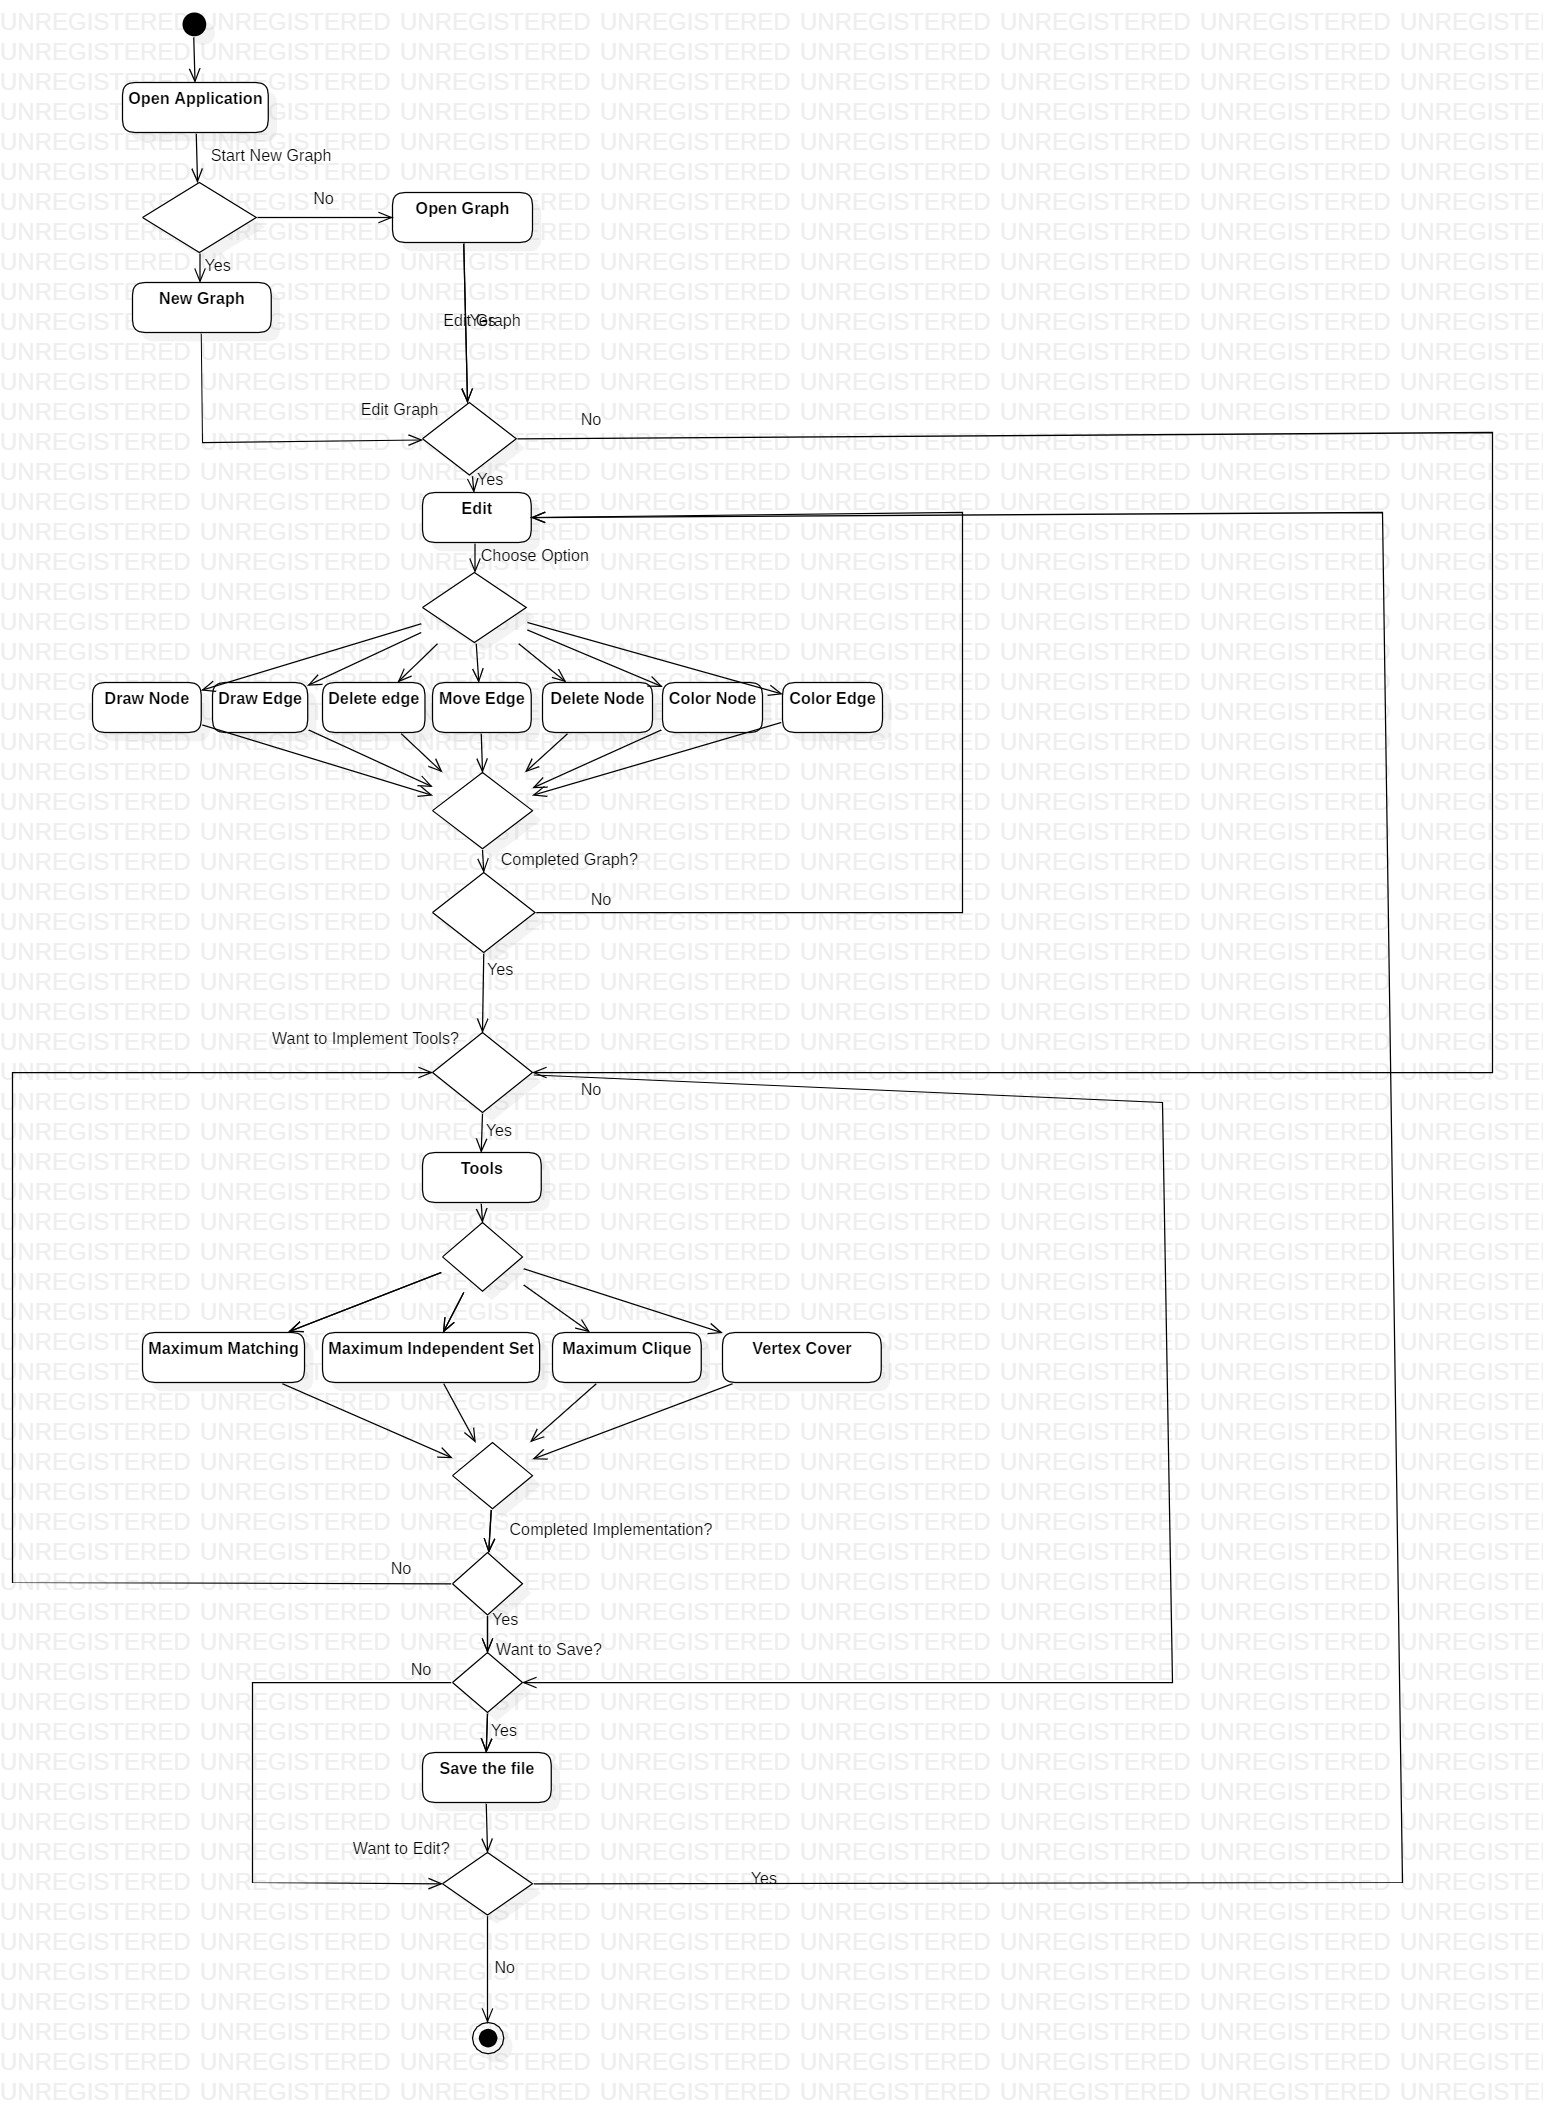 Open Application
Start New Graph
No
Open Graph
Yes
New Graph
Edit Graph
Yes
Edit Graph
No
Yes
Edit
Choose Option
Draw Node
Draw Edge
Delete edge
Move Edge
Delete Node
Color Node
Color Edge
Completed Graph?
No
Yes
Want to Implement Tools?
No
Yes
Tools
Maximum Matching
Maximum Independent Set
Maximum Clique
Vertex Cover
Completed Implementation?
No
Yes
Want to Save?
No
Yes
Save the file
Want to Edit?
Yes
No
UNREGISTERED